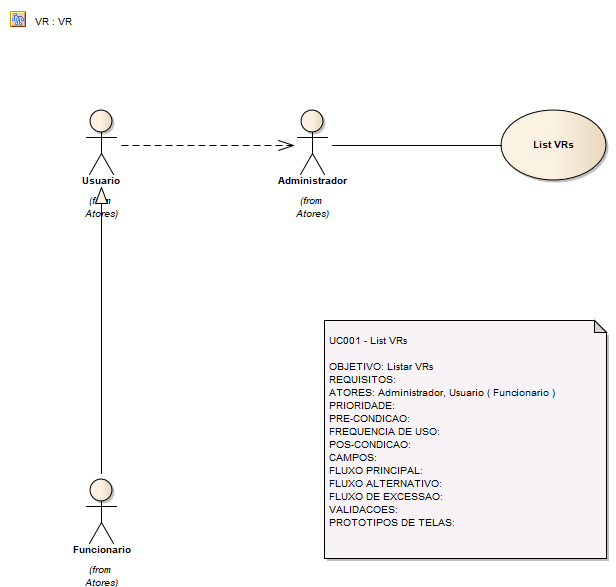 VR : VR
Usuario
(from
Atores)
Administrador
(from
Atores)
List VRs
UC001 - List VRs
OBJETIVO: Listar VRs
REQUISITOS:
ATORES: Administrador, Usuario ( Funcionario )
PRIORIDADE:
PRE-CONDICAO:
FREQUENCIA DE USO:
POS-CONDICAO:
CAMPOS:
FLUXO PRINCIPAL:
FLUXO ALTERNATIVO:
FLUXO DE EXCESSAO:
VALIDACOES:
PROTOTIPOS DE TELAS:
Funcionario
(from
Atores)